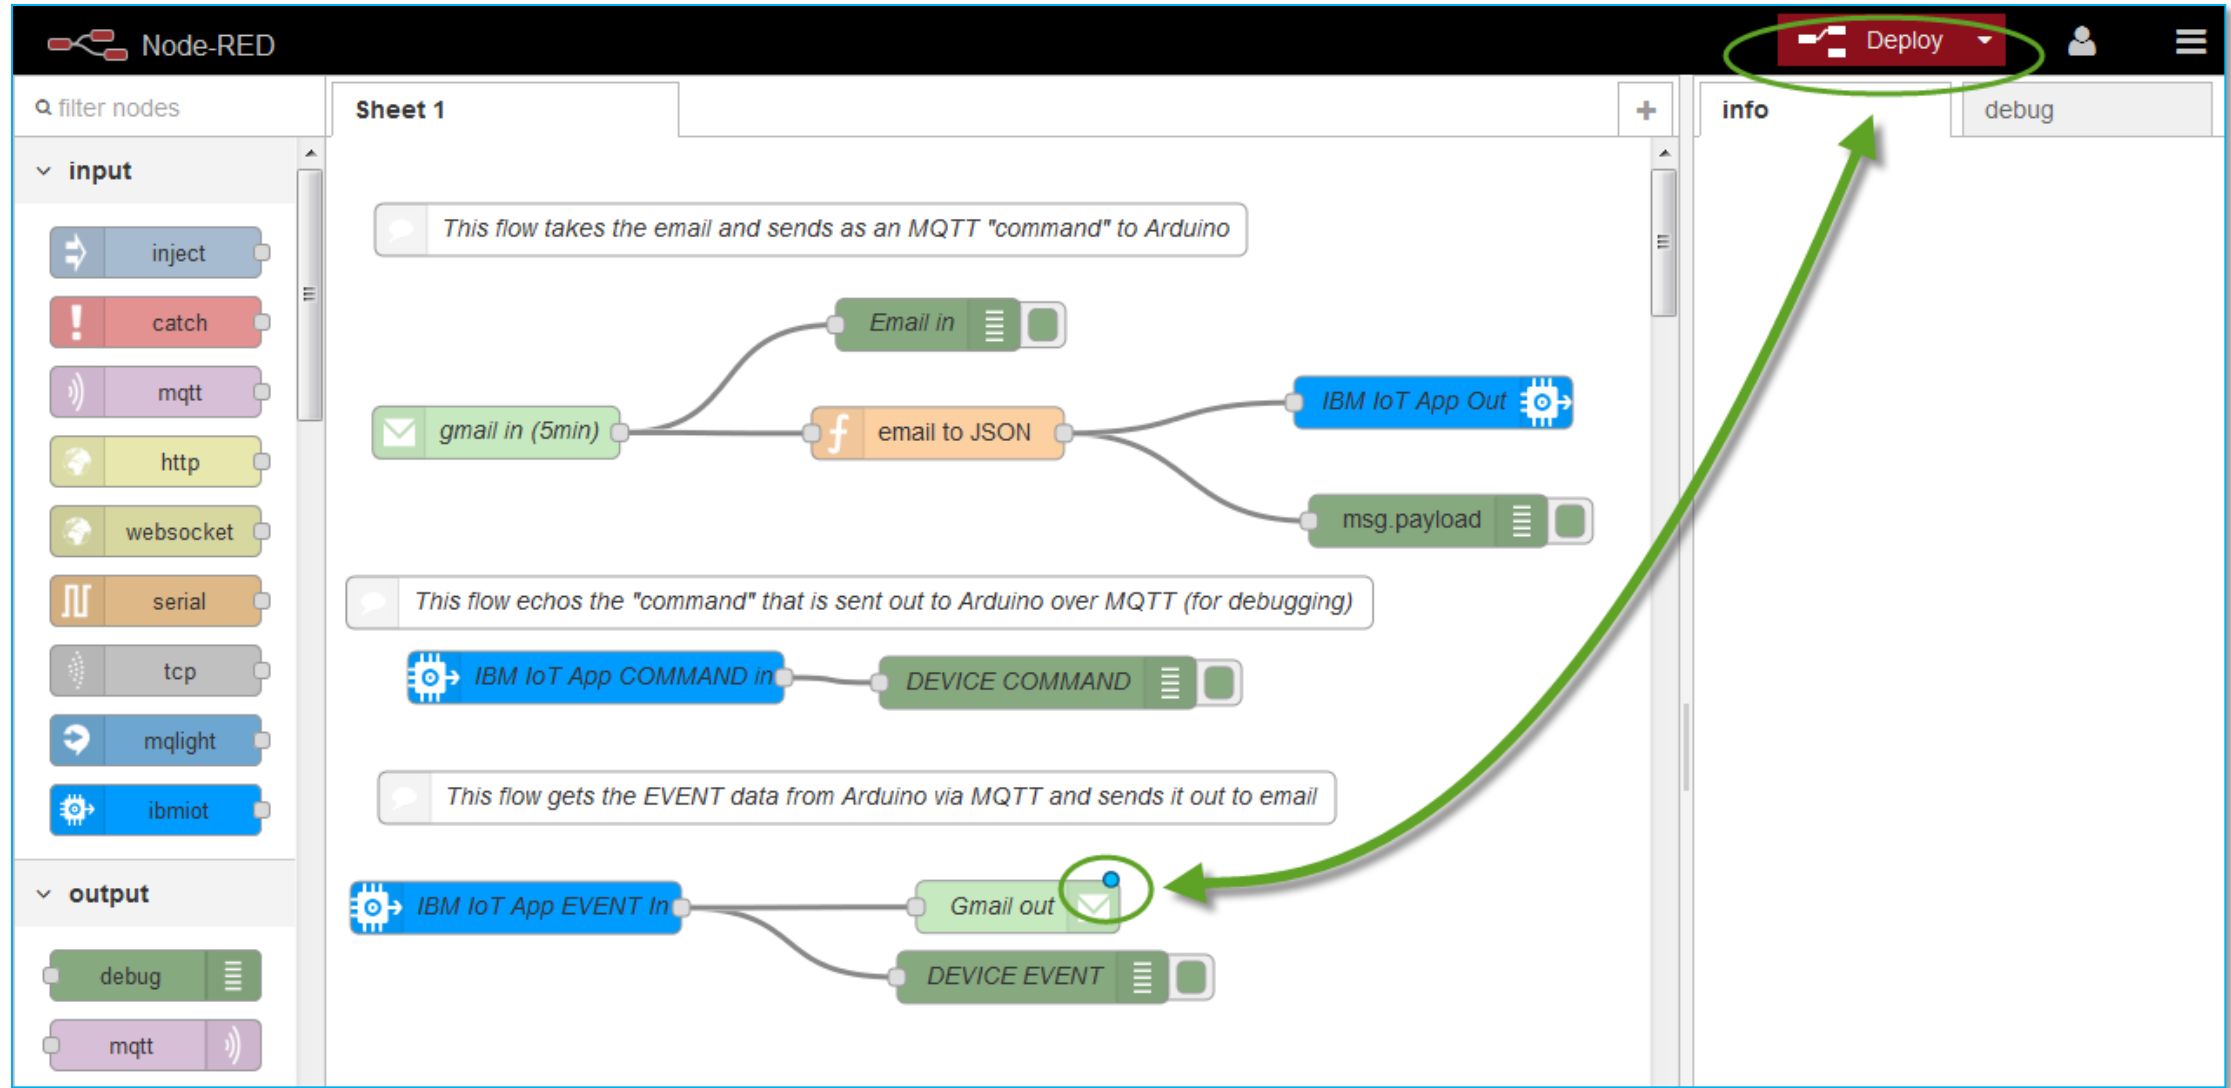 Node-RED
Deploy
filter nodes
Sheet 1
+
info
debug
input
inject
catch
mqtt
http
websocket
serial
tcp
mqlight
ibmiot
output
debug
mqtt
This flow takes the email and sends as an MQTT "command" to Arduino
Email in
gmail in (5min)
email to JSON
IBM IoT App Out
msg.payload
This flow echos the "command" that is sent out to Arduino over MQTT (for debugging)
IBM IoT App COMMAND in
DEVICE COMMAND
This flow gets the EVENT data from Arduino via MQTT and sends it out to email
IBM IoT App EVENT In
Gmail out
DEVICE EVENT